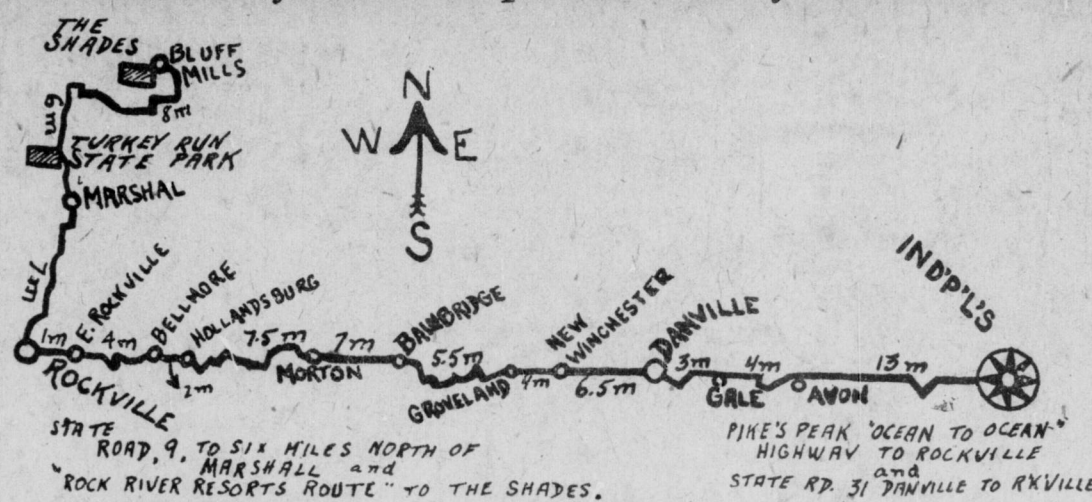 THE
SHADES
BLUFF
MILLS
8m
6m
TURKEY RUN
STATE PARK
MARSHAL
7m
N
W E
S
1m
E. ROCKVILLE
4m
BELLMORE
2m
HOLLANDSBURG
7.5m
MORTON
7m
BAINBRIDGE
5.5m
GROVELAND
4m
NEW
WINCHESTER
6.5m
DANVILLE
3m
GALE
4m
AVON
13m
IND'P'L'S
ROCKVILLE
STATE
ROAD, 9, TO SIX MILES NORTH OF
MARSHALL and
"ROCK RIVER RESORTS ROUTE" TO THE SHADES.
PIKE'S PEAK "OCEAN TO OCEAN"
HIGHWAY TO ROCKVILLE
and
STATE RD. 31 DANVILLE TO RKVILLE